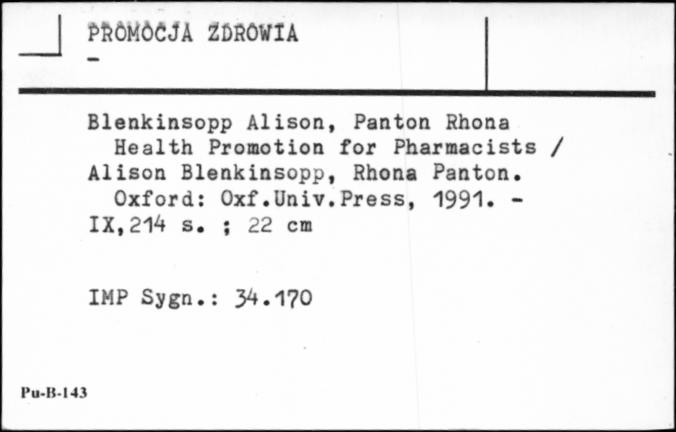 PROMOCJA ZDROWIA
-
Blenkinsopp Alison, Panton Rhona
Health Promotion for Pharmacists /
Alison Blenkinsopp, Rhona Panton.
Oxford: Oxf.Univ.Press, 1991. -
IX,214 s. ; 22 cm
IMP Sygn.: 34.170
Pu-B-143